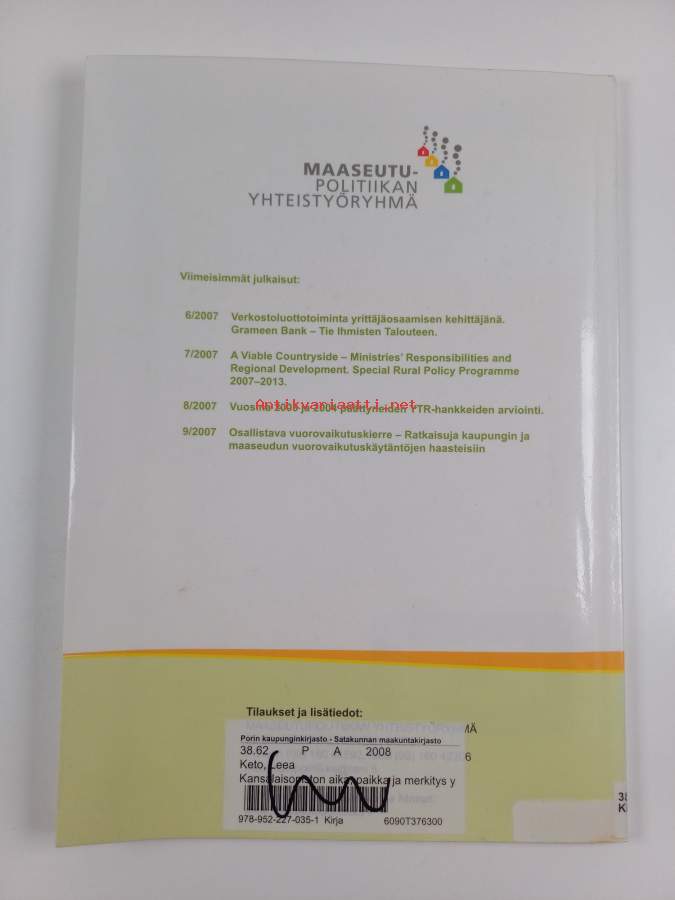 MAASEUTU-
POLITIIKAN
YHTEISTYÖRYHMÄ
Viimeisimmät julkaisut:
6/2007 Verkostoluottotoiminta yrittäjäosaamisen kehittäjänä.
Grameen Bank – Tie Ihmisten Talouteen.
7/2007 A Viable Countryside – Ministries' Responsibilities and
Regional Development. Special Rural Policy Programme
2007–2013.
8/2007 Vuosina 2003 ja 2004 päättyneiden YTR-hankkeiden arviointi.
Antikvariaatti.net
9/2007 Osallistava vuorovaikutuskierre – Ratkaisuja kaupungin ja
maaseudun vuorovaikutuskäytäntöjen haasteisiin
Tilaukset ja lisätiedot:
Porin kaupunginkirjasto - Satakunnan maakuntakirjasto
38.62 P A 2008
Keto, Leea
Kansalaisopiston aika, paikka ja merkitys y
978-952-227-035-1 Kirja 6090T376300